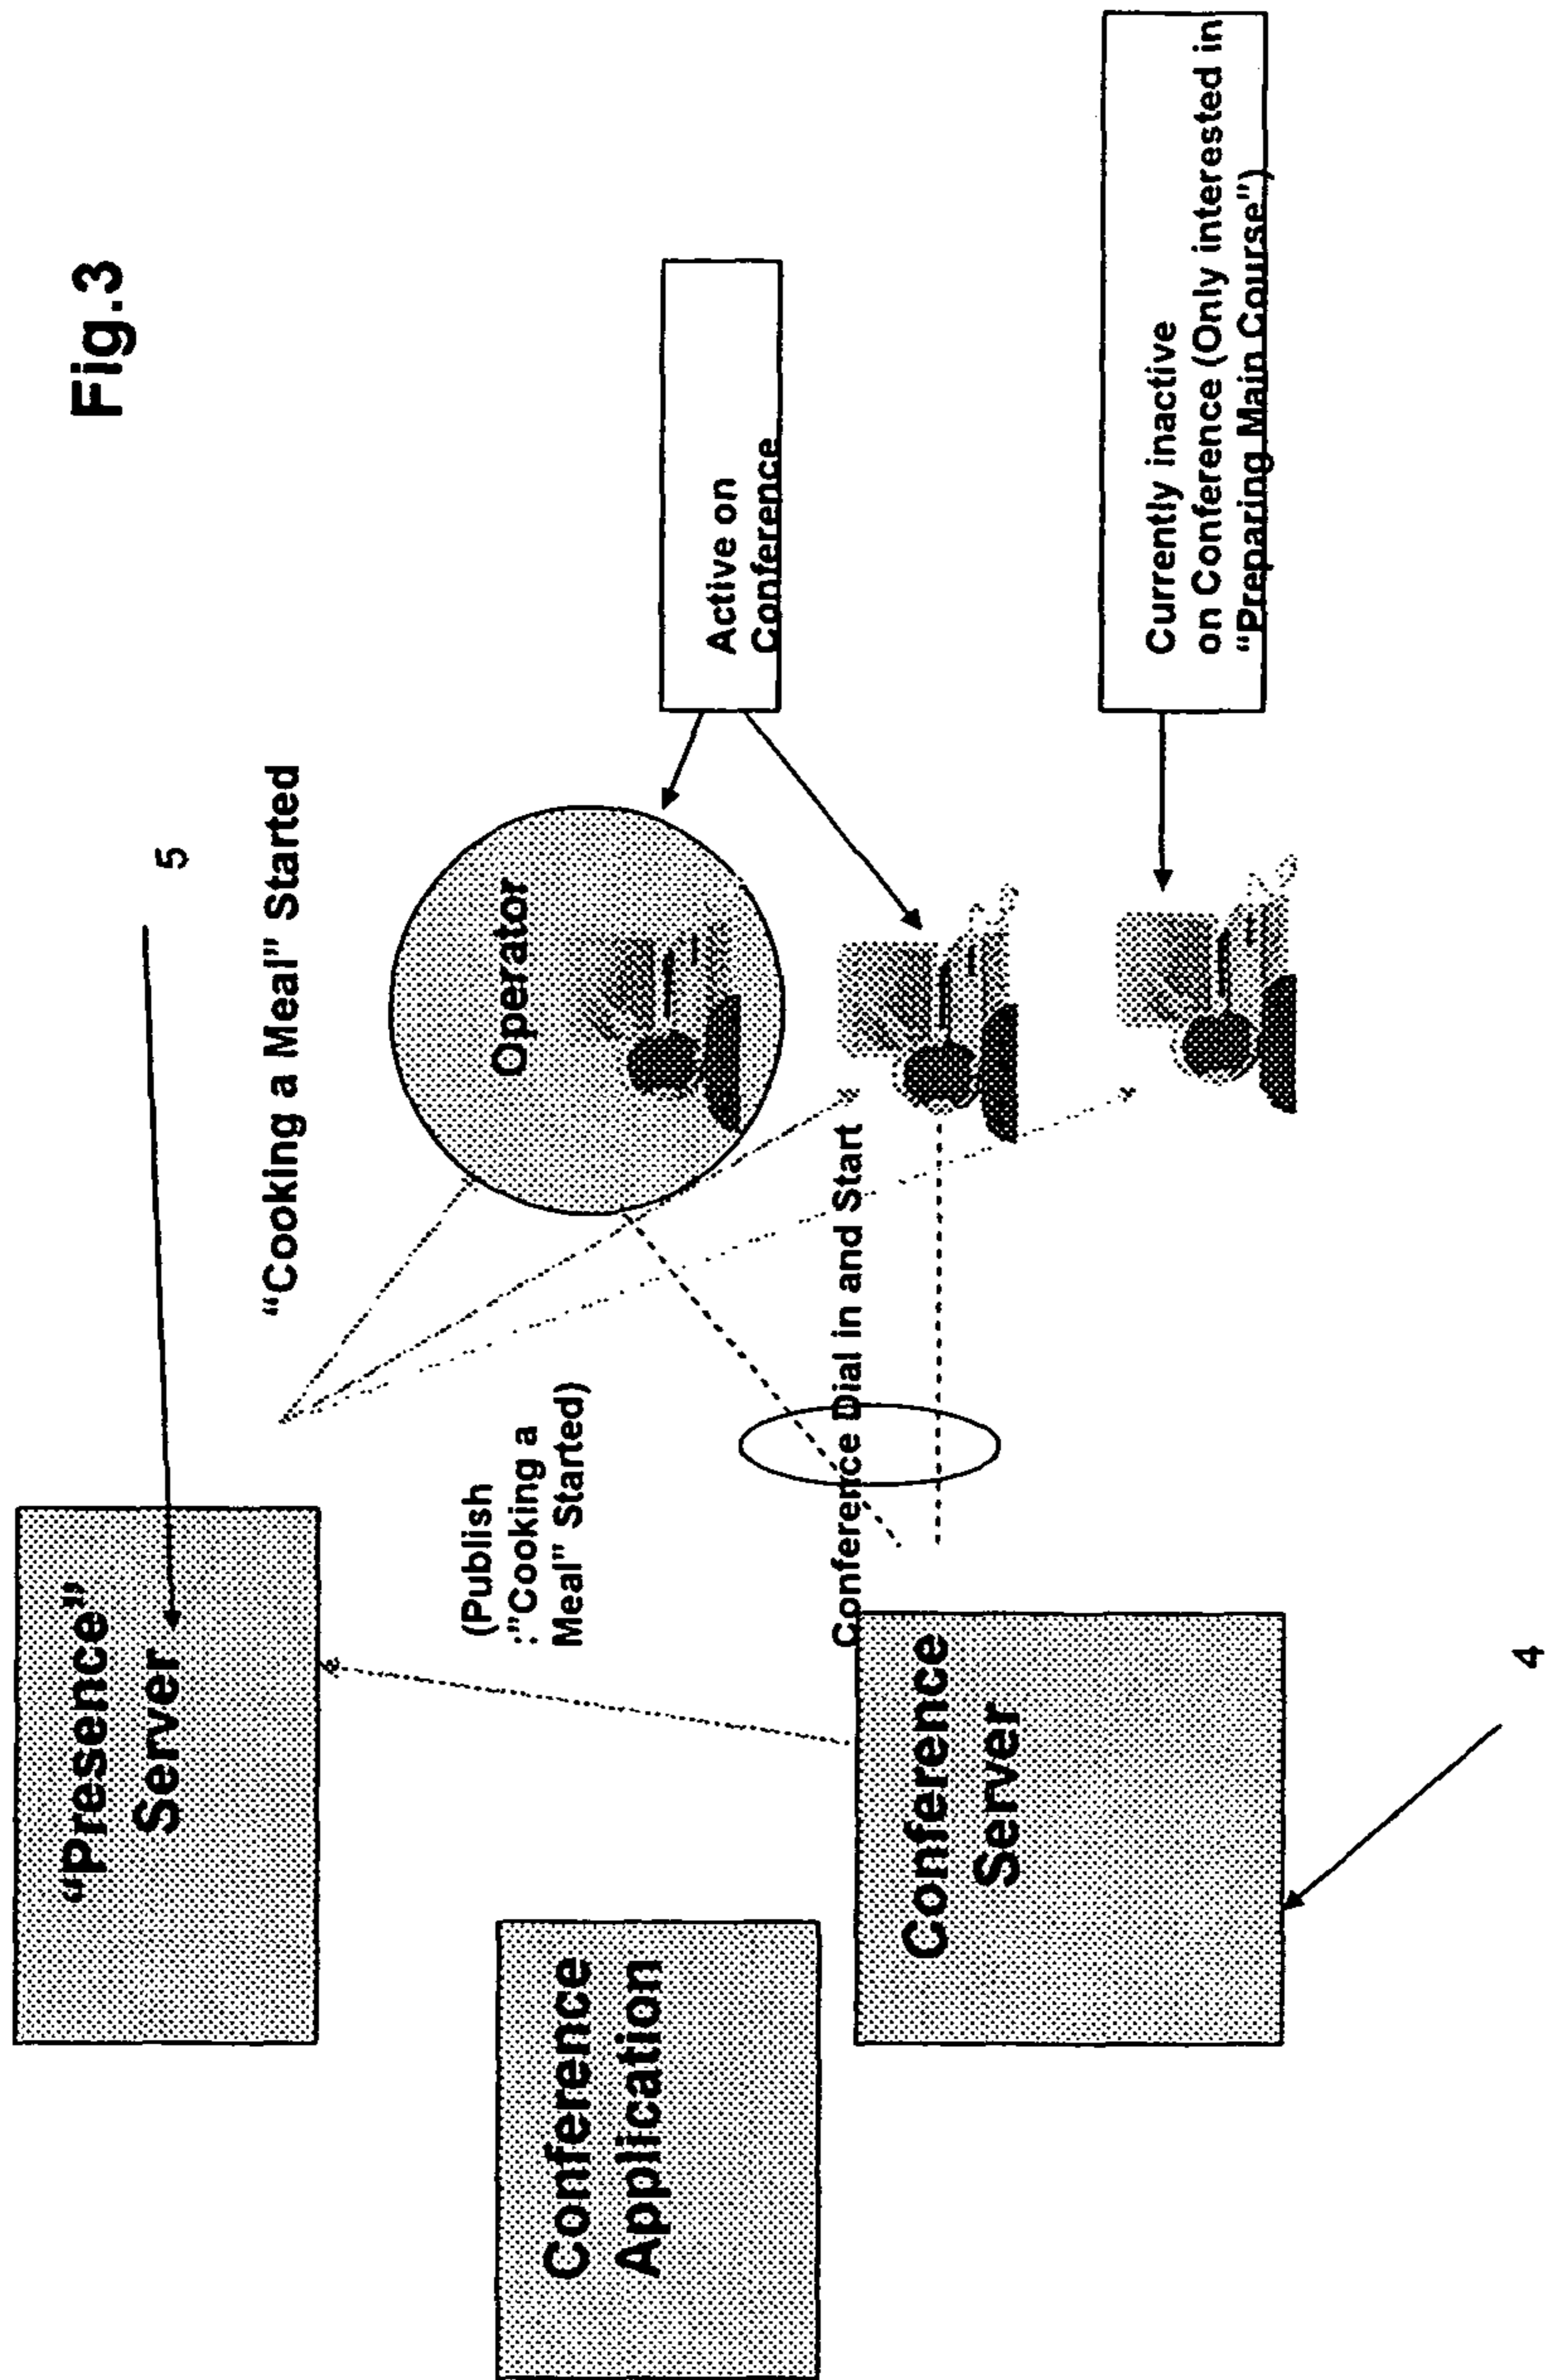 Fig.3
5
"Presence"
Server
"Cooking a Meal" Started
Conference
Application
(Publish
:"Cooking a
Meal" Started)
Operator
Active on
Conference
Conference Dial in and Start
Conference
Server
Currently inactive
on Conference (Only interested in
"Preparing Main Course")
4